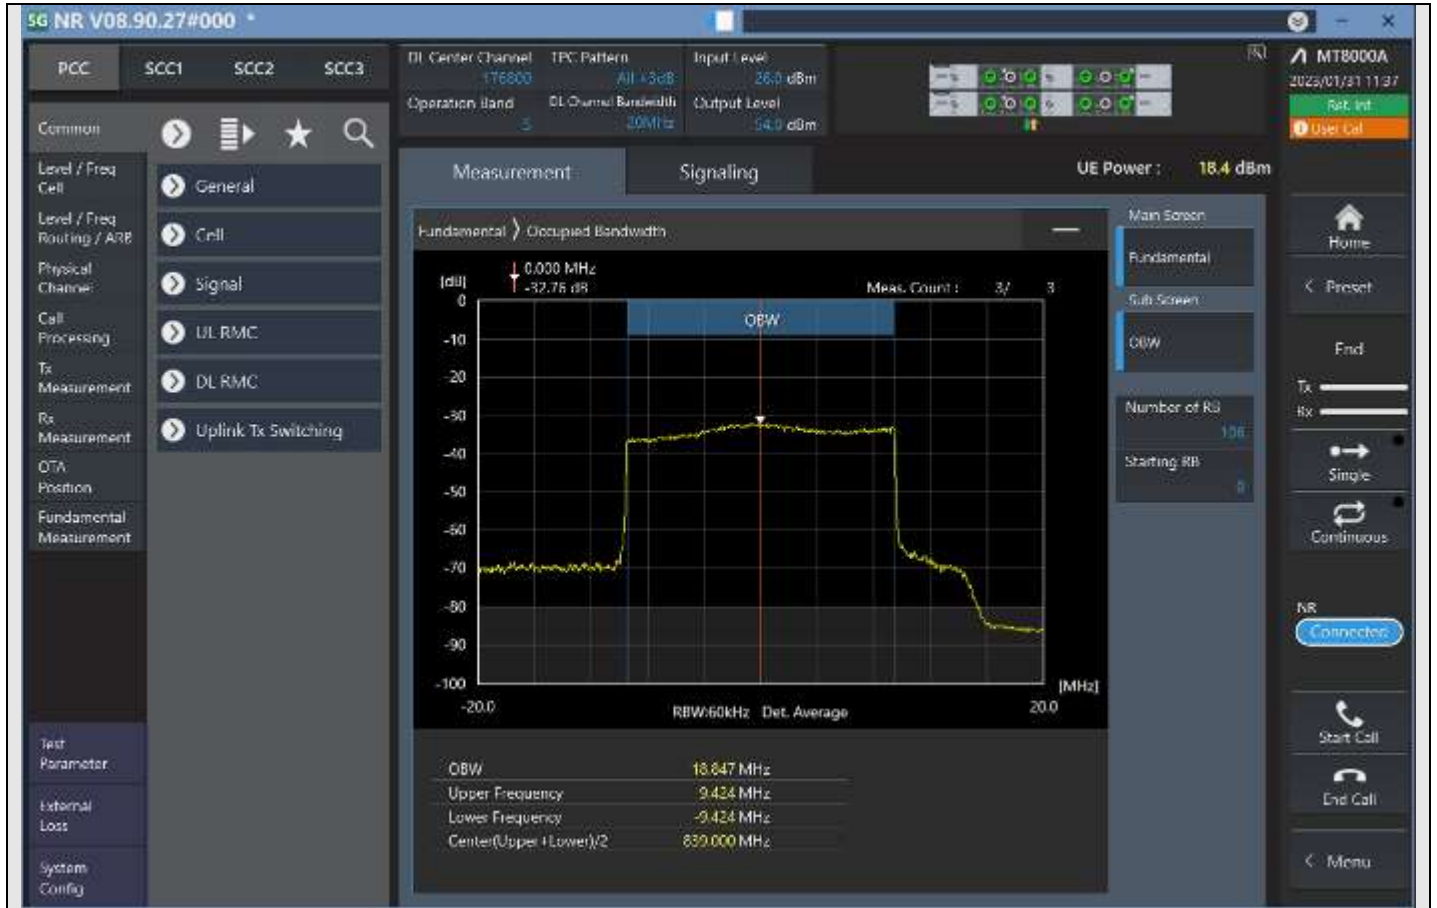 SG NR V08.90.27#000 *
PCC SCC1 SCC2 SCC3
Common
Level / Freq
Cell
Level / Freq
Routing / ARB
Physical
Channel
Call
Processing
Tx
Measurement
Rx
Measurement
OTA
Position
Fundamental
Measurement
Test
Parameter
External
Loss
System
Config
General
Cell
Signal
UL RMC
DL RMC
Uplink Tx Switching
DL Center Channel TPC Pattern Input Level
176800 All +3dB 26.0 dBm
Operation Band DL Channel Bandwidth Output Level
5 20MHz -54.0 dBm
Measurement Signaling
UE Power : 18.4 dBm
Fundamental Occupied Bandwidth
[dB]
0.000 MHz
-32.76 dB
Meas. Count : 3/ 3
OBW
0
-10
-20
-30
-40
-50
-60
-70
-80
-90
-100
[MHz]
-20.0 20.0
RBW:60kHz Det. Average
OBW 18.847 MHz
Upper Frequency 9.424 MHz
Lower Frequency -9.424 MHz
Center(Upper+Lower)/2 839.000 MHz
Main Screen
Fundamental
Sub Screen
OBW
Number of RB
106
Starting RB
0
MT8000A
2023/01/31 11:37
Ref. Int
User Cal
Home
Preset
End
Tx
Rx
Single
Continuous
NR
Connected
Start Call
End Call
Menu